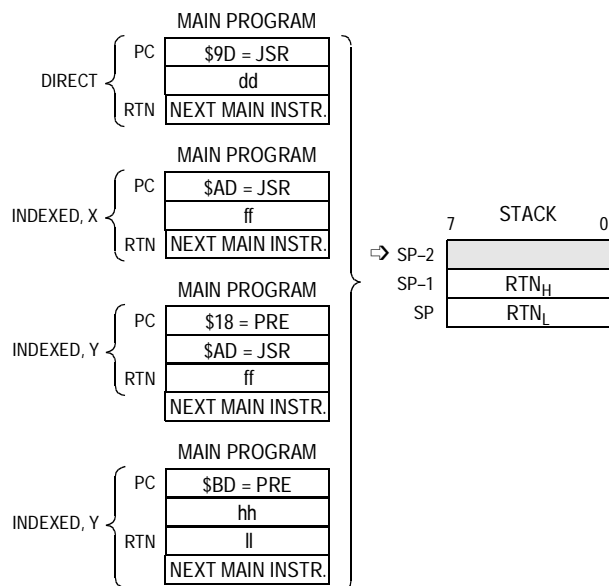 MAIN PROGRAM
PC $9D = JSR
DIRECT dd
RTN NEXT MAIN INSTR.
MAIN PROGRAM
PC $AD = JSR
INDEXED, X ff
RTN NEXT MAIN INSTR.
MAIN PROGRAM
PC $18 = PRE
INDEXED, Y $AD = JSR
RTN ff
NEXT MAIN INSTR.
MAIN PROGRAM
PC $BD = PRE
INDEXED, Y hh
RTN ll
NEXT MAIN INSTR.
7 STACK 0
➩ SP–2
SP–1 RTNH
SP RTNL